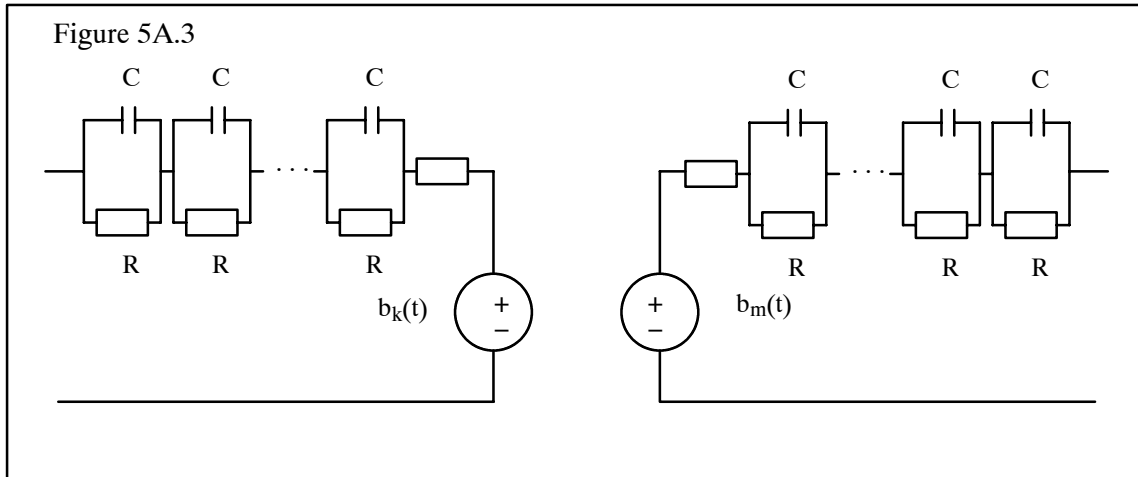 Figure 5A.3
C C C C C C
R R R R R R
b_k(t) b_m(t)
+ +
− −